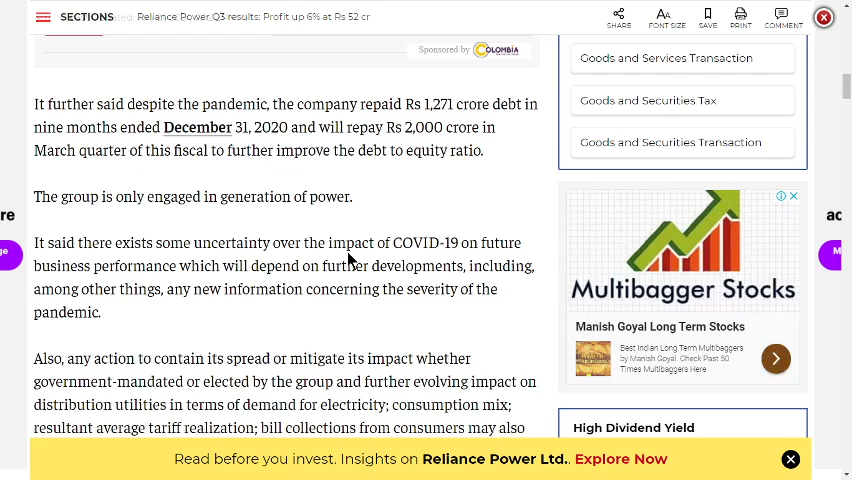 SECTIONS Reliance Power Q3 results: Profit up 6% at Rs 52 cr
SHARE FONT SIZE SAVE PRINT COMMENT
Sponsored by COLOMBIA
It further said despite the pandemic, the company repaid Rs 1,271 crore debt in
nine months ended December 31, 2020 and will repay Rs 2,000 crore in
March quarter of this fiscal to further improve the debt to equity ratio.
The group is only engaged in generation of power.
It said there exists some uncertainty over the impact of COVID-19 on future
business performance which will depend on further developments, including,
among other things, any new information concerning the severity of the
pandemic.
Also, any action to contain its spread or mitigate its impact whether
government-mandated or elected by the group and further evolving impact on
distribution utilities in terms of demand for electricity; consumption mix;
resultant average tariff realization; bill collections from consumers may also
Goods and Services Transaction
Goods and Securities Tax
Goods and Securities Transaction
Multibagger Stocks
Manish Goyal Long Term Stocks
Best Indian Long Term Multibaggers
by Manish Goyal. Check Past 50
Times Multibaggers Here
High Dividend Yield
Read before you invest. Insights on Reliance Power Ltd.. Explore Now